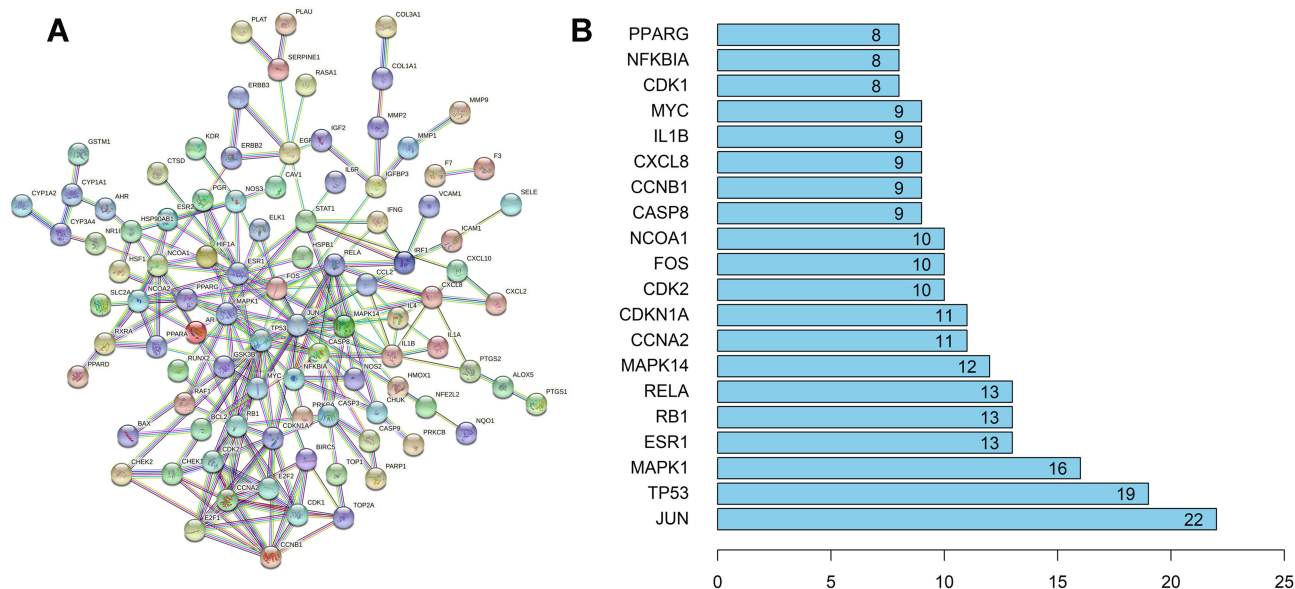 A
PLAT
PLAU
COL3A1
SERPINE1
RASA1
COL1A1
ERBB3
MMP9
MMP2
IGF2
MMP1
KDR
ERBB2
GSTM1
CTSD
IL6R
IGFBP3
F7
F3
CAV1
CYP1A1
CYP1A2
AHR
PGR
NOS3
VCAM1
SELE
ESR2
STAT1
IFNG
HSP90AB1
ELK1
ICAM1
CYP3A4
HIF1A
HSPB1
IRF1
HSF1
NCOA1
ESR1
RELA
CXCL10
FOS
CCL2
NCOA2
PPARG
CXCL8
CXCL2
MAPK1
JUN
MAPK14
IL4
AR
TP53
RXRA
PPARA
CASP8
IL1B
IL1A
GSK3B
PTGS2
RUNX2
NFKBIA
NOS2
PPARD
MYC
HMOX1
ALOX5
PTGS1
RAF1
CHUK
NFE2L2
RB1
CASP3
BCL2
CDKN1A
BAX
NQO1
CASP9
PRKCB
CDK2
BIRC5
CHEK2
TOP1
PARP1
E2F2
CCNA2
CDK1
TOP2A
E2F1
CCNB1
B
PPARG 8
NFKBIA 8
CDK1 8
MYC 9
IL1B 9
CXCL8 9
CCNB1 9
CASP8 9
NCOA1 10
FOS 10
CDK2 10
CDKN1A 11
CCNA2 11
MAPK14 12
RELA 13
RB1 13
ESR1 13
MAPK1 16
TP53 19
JUN 22
0 5 10 15 20 25